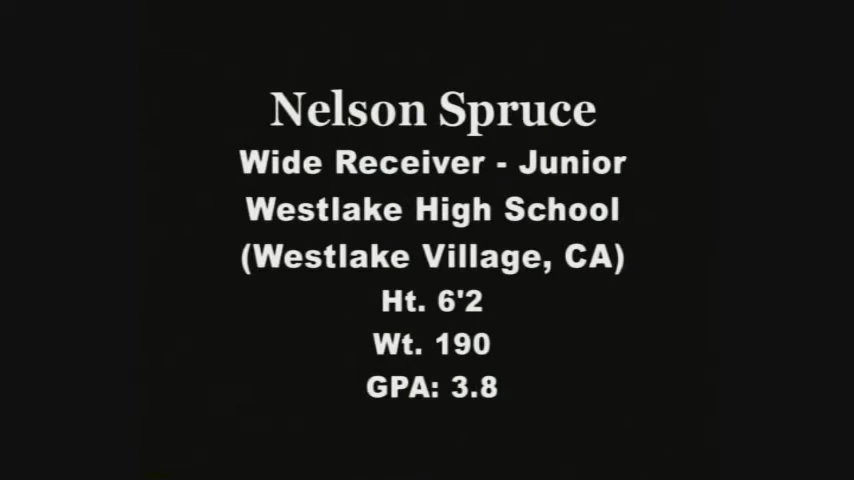 Nelson Spruce
Wide Receiver - Junior
Westlake High School
(Westlake Village, CA)
Ht. 6'2
Wt. 190
GPA: 3.8